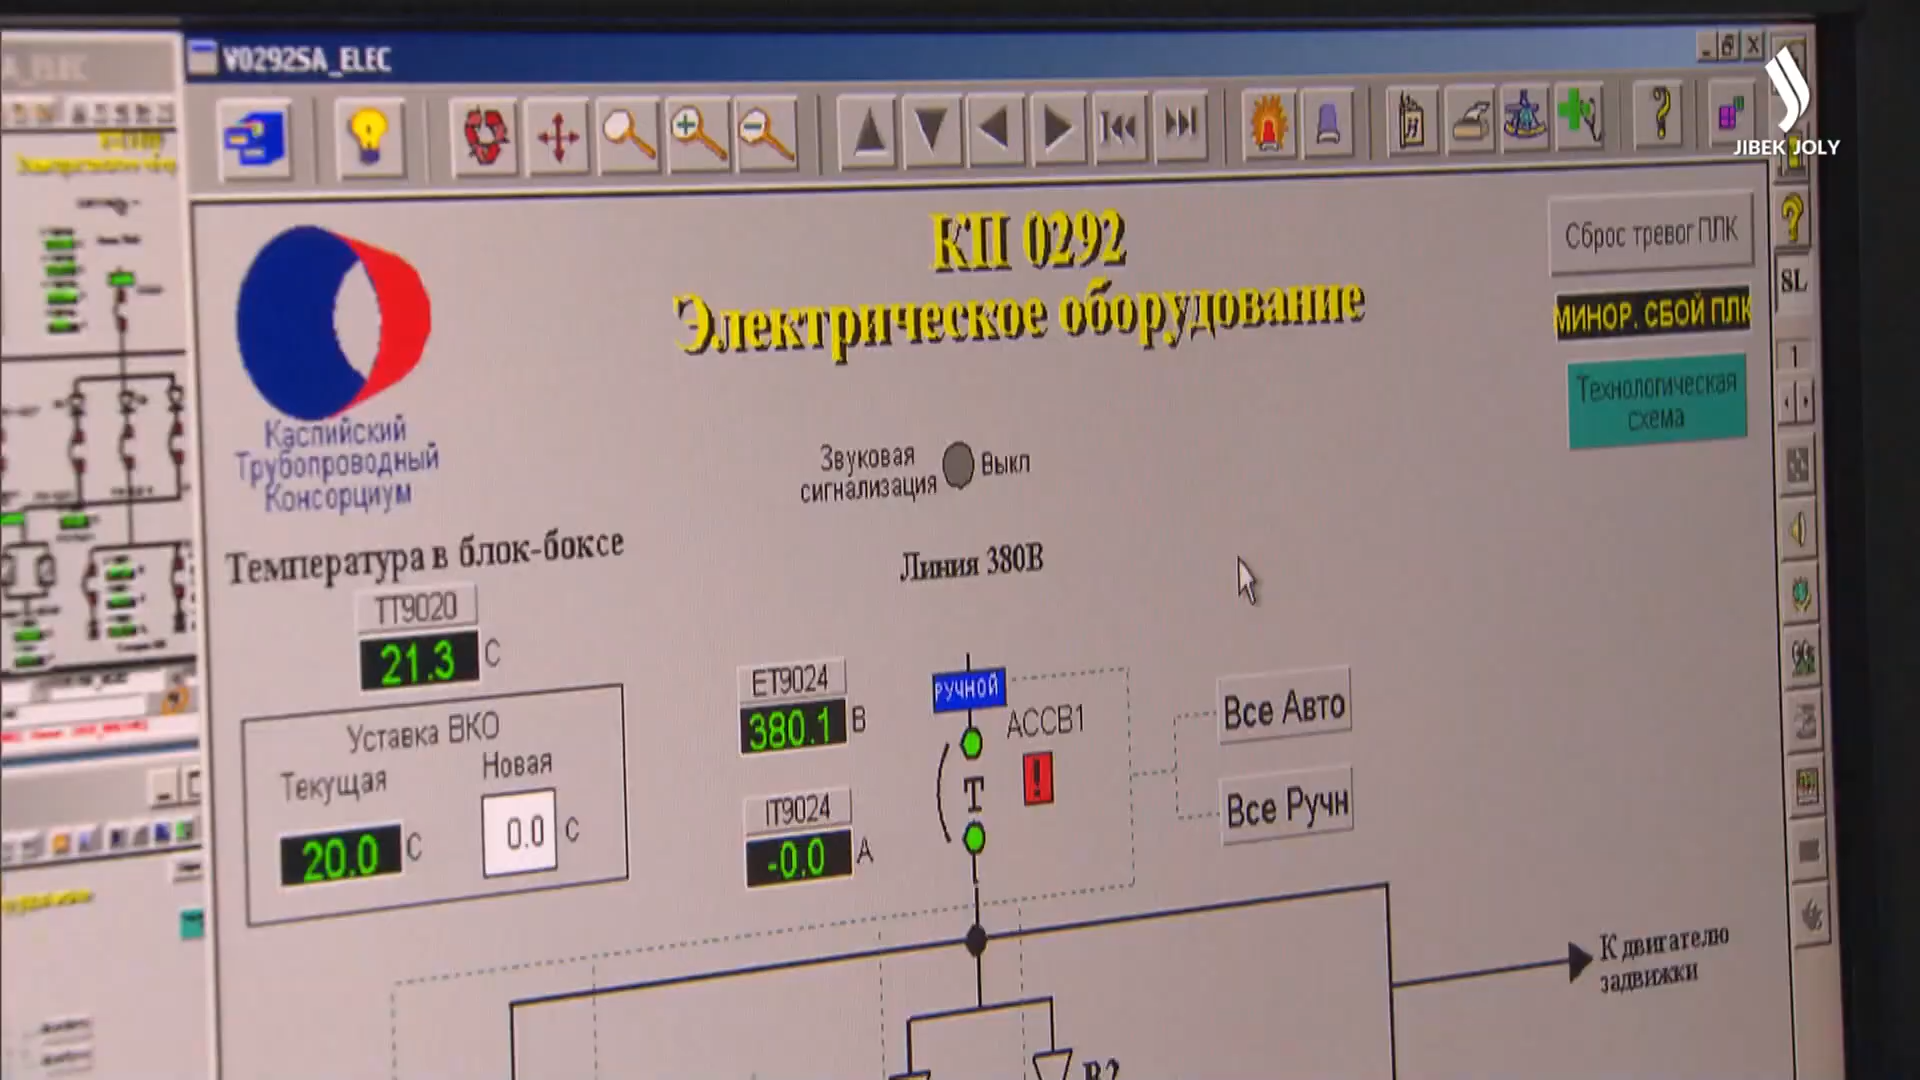 V0292SA_ELEC
JIBEK JOLY
КП 0292
Электрическое оборудование
Сброс тревог ПЛК
МИНОР. СБОЙ ПЛК
Технологическая
схема
SL
1
Каспийский
Трубопроводный
Консорциум
Звуковая
сигнализация
Выкл
Температура в блок-боксе
TT9020
21.3 C
Линия 380В
Уставка ВКО
Текущая
20.0 C
Новая
0.0 C
ET9024
380.1 В
IT9024
-0.0 A
РУЧНОЙ
ACCB1
T
!
Все Авто
Все Ручн
К двигателю
задвижки